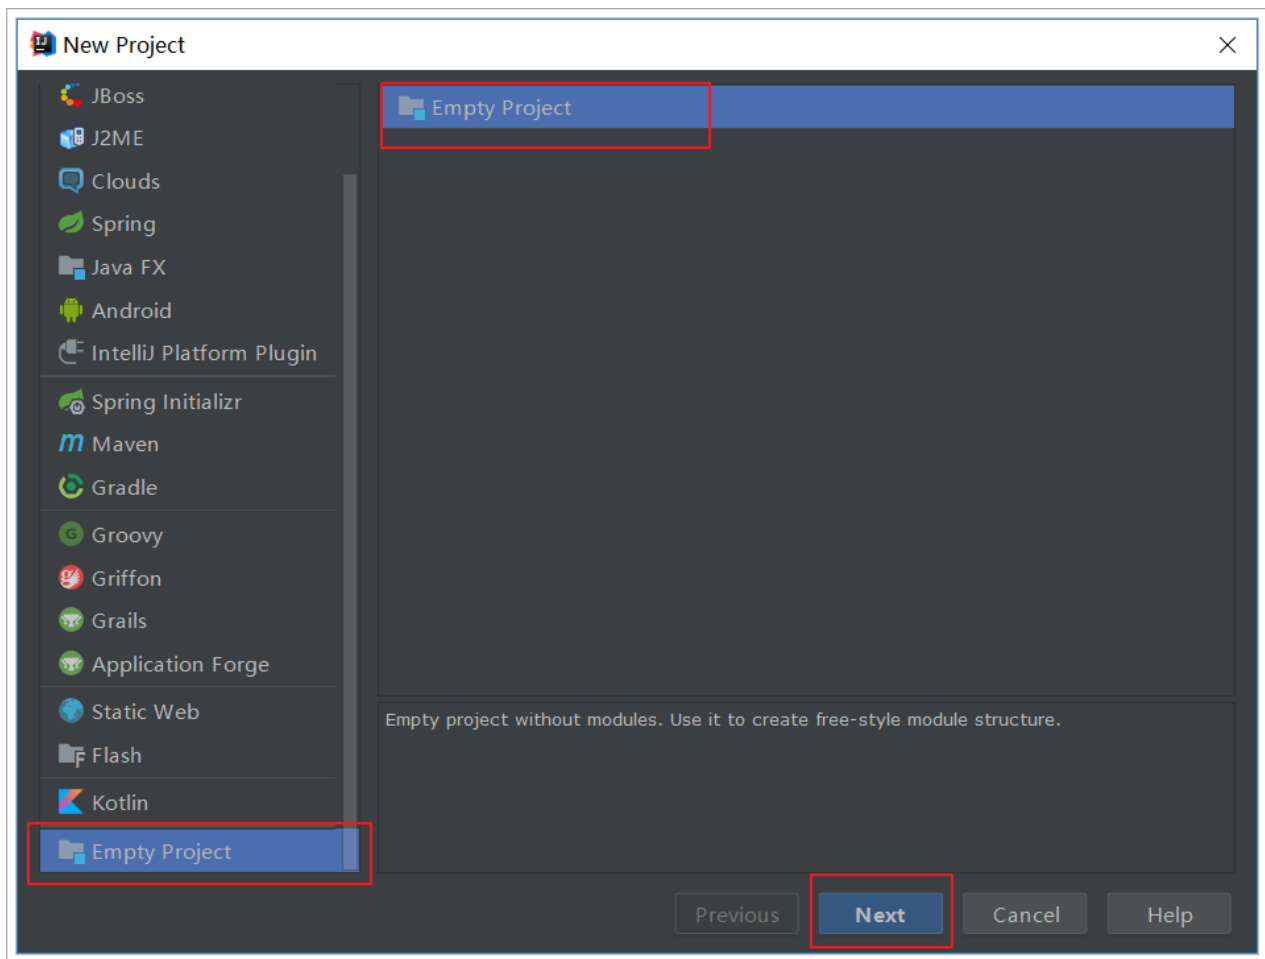 New Project
JBoss
J2ME
Clouds
Spring
Java FX
Android
IntelliJ Platform Plugin
Spring Initializr
Maven
Gradle
Groovy
Griffon
Grails
Application Forge
Static Web
Flash
Kotlin
Empty Project
Empty Project
Empty project without modules. Use it to create free-style module structure.
Previous
Next
Cancel
Help